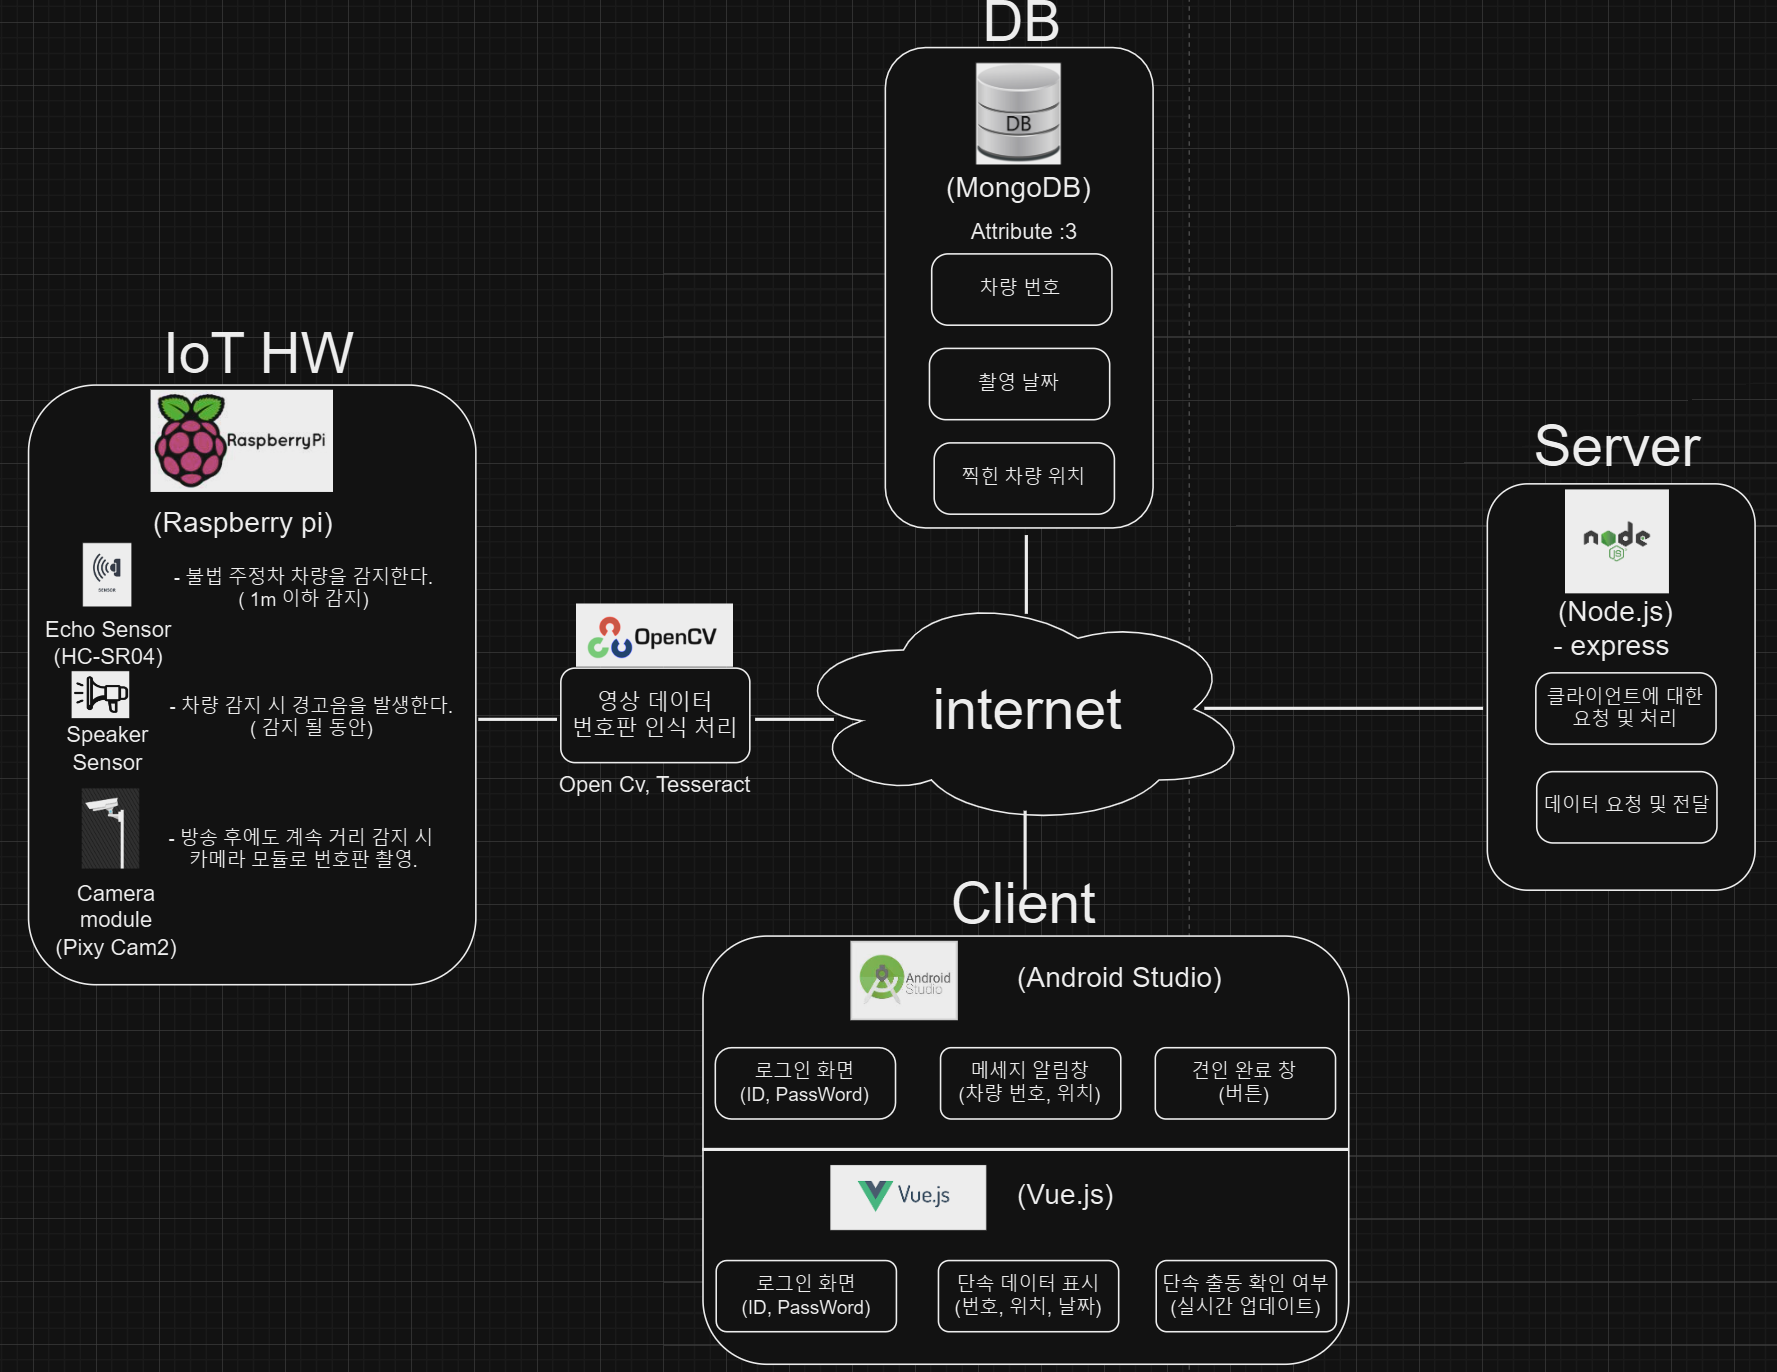 DB
DB
(MongoDB)
Attribute :3
차량 번호
촬영 날짜
찍힌 차량 위치
IoT HW
RaspberryPi
(Raspberry pi)
SENSOR
- 불법 주정차 차량을 감지한다.
( 1m 이하 감지)
Echo Sensor
(HC-SR04)
- 차량 감지 시 경고음을 발생한다.
( 감지 될 동안)
Speaker
Sensor
- 방송 후에도 계속 거리 감지 시
카메라 모듈로 번호판 촬영.
Camera
module
(Pixy Cam2)
OpenCV
영상 데이터
번호판 인식 처리
Open Cv, Tesseract
internet
Server
node
JS
(Node.js)
- express
클라이언트에 대한
요청 및 처리
데이터 요청 및 전달
Client
Android
Studio
(Android Studio)
로그인 화면
(ID, PassWord)
메세지 알림창
(차량 번호, 위치)
견인 완료 창
(버튼)
Vue.js
(Vue.js)
로그인 화면
(ID, PassWord)
단속 데이터 표시
(번호, 위치, 날짜)
단속 출동 확인 여부
(실시간 업데이트)